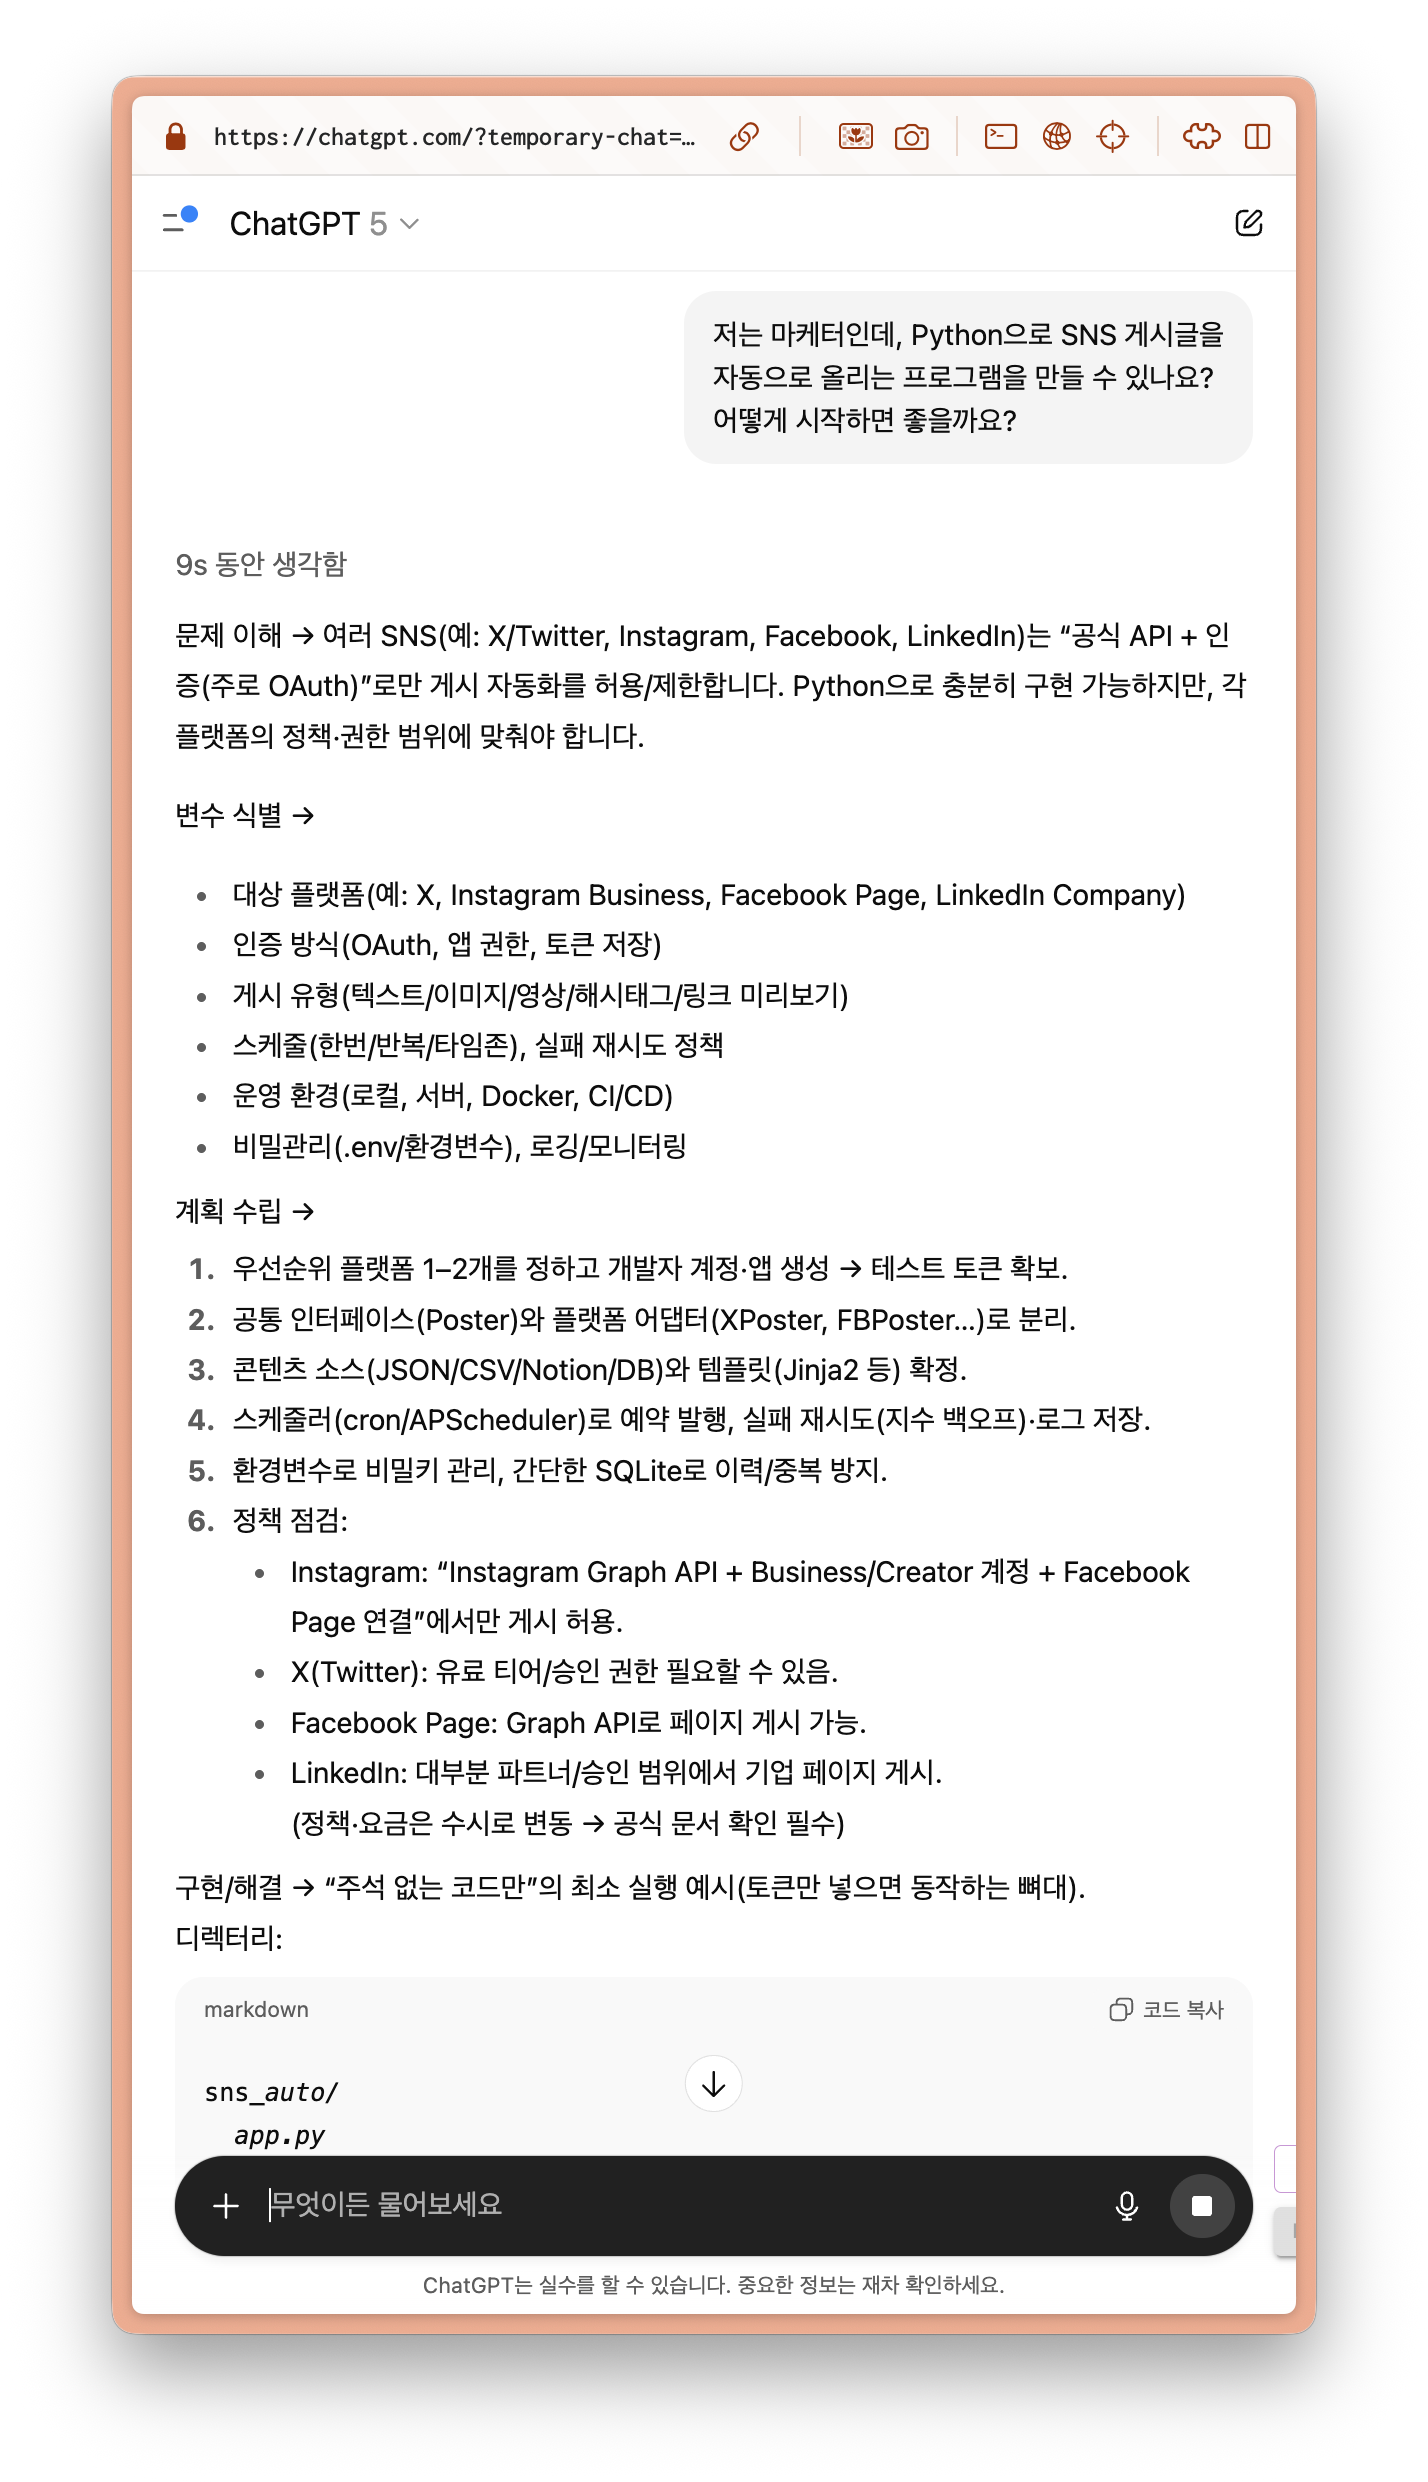 https://chatgpt.com/?temporary-chat=…
ChatGPT 5
저는 마케터인데, Python으로 SNS 게시글을
자동으로 올리는 프로그램을 만들 수 있나요?
어떻게 시작하면 좋을까요?
9s 동안 생각함
문제 이해 → 여러 SNS(예: X/Twitter, Instagram, Facebook, LinkedIn)는 “공식 API + 인
증(주로 OAuth)”로만 게시 자동화를 허용/제한합니다. Python으로 충분히 구현 가능하지만, 각
플랫폼의 정책·권한 범위에 맞춰야 합니다.
변수 식별 →
• 대상 플랫폼(예: X, Instagram Business, Facebook Page, LinkedIn Company)
• 인증 방식(OAuth, 앱 권한, 토큰 저장)
• 게시 유형(텍스트/이미지/영상/해시태그/링크 미리보기)
• 스케줄(한번/반복/타임존), 실패 재시도 정책
• 운영 환경(로컬, 서버, Docker, CI/CD)
• 비밀관리(.env/환경변수), 로깅/모니터링
계획 수립 →
1. 우선순위 플랫폼 1–2개를 정하고 개발자 계정·앱 생성 → 테스트 토큰 확보.
2. 공통 인터페이스(Poster)와 플랫폼 어댑터(XPoster, FBPoster…)로 분리.
3. 콘텐츠 소스(JSON/CSV/Notion/DB)와 템플릿(Jinja2 등) 확정.
4. 스케줄러(cron/APScheduler)로 예약 발행, 실패 재시도(지수 백오프)·로그 저장.
5. 환경변수로 비밀키 관리, 간단한 SQLite로 이력/중복 방지.
6. 정책 점검:
• Instagram: “Instagram Graph API + Business/Creator 계정 + Facebook
Page 연결”에서만 게시 허용.
• X(Twitter): 유료 티어/승인 권한 필요할 수 있음.
• Facebook Page: Graph API로 페이지 게시 가능.
• LinkedIn: 대부분 파트너/승인 범위에서 기업 페이지 게시.
(정책·요금은 수시로 변동 → 공식 문서 확인 필수)
구현/해결 → “주석 없는 코드만”의 최소 실행 예시(토큰만 넣으면 동작하는 뼈대).
디렉터리:
markdown
코드 복사
sns_auto/
app.py
무엇이든 물어보세요
ChatGPT는 실수를 할 수 있습니다. 중요한 정보는 재차 확인하세요.